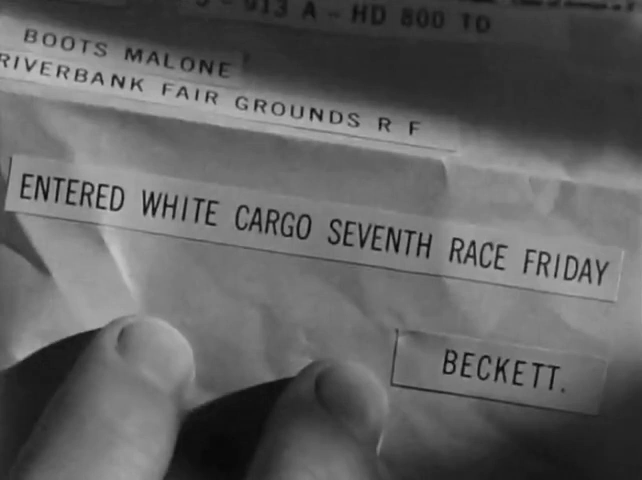 913 A - HD 800 TO
BOOTS MALONE
RIVERBANK FAIR GROUNDS R F
ENTERED WHITE CARGO SEVENTH RACE FRIDAY
BECKETT.